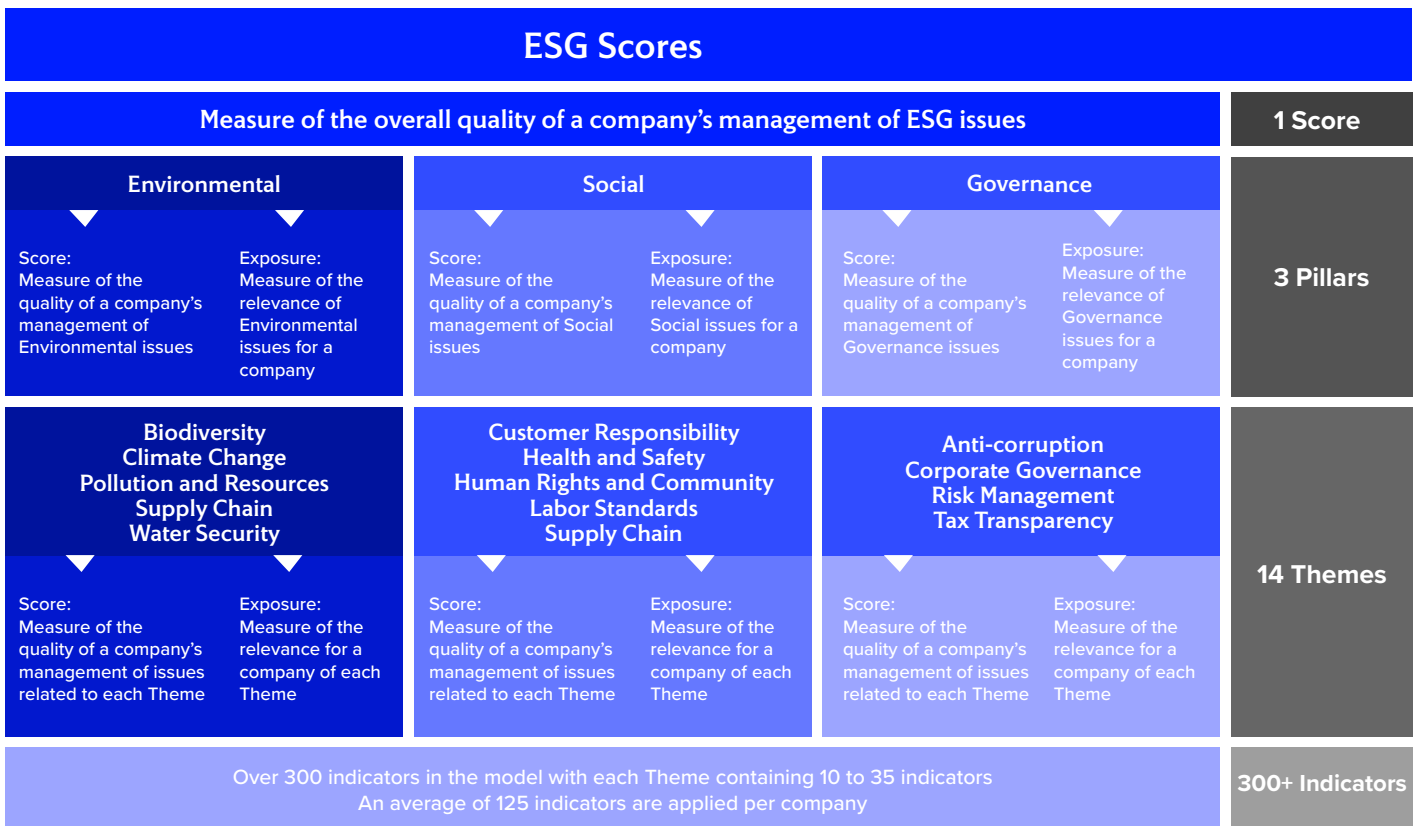 ESG Scores
Measure of the overall quality of a company's management of ESG issues
1 Score
Environmental
Score:
Measure of the
quality of a company's
management of
Environmental issues
Exposure:
Measure of the
relevance of
Environmental
issues for a
company
Social
Score:
Measure of the
quality of a company's
management of Social
issues
Exposure:
Measure of the
relevance of
Social issues for a
company
Governance
Score:
Measure of the
quality of a company's
management of
Governance issues
Exposure:
Measure of the
relevance of
Governance
issues for a
company
3 Pillars
Biodiversity
Climate Change
Pollution and Resources
Supply Chain
Water Security
Score:
Measure of the
quality of a company's
management of issues
related to each Theme
Exposure:
Measure of the
relevance for a
company of each
Theme
Customer Responsibility
Health and Safety
Human Rights and Community
Labor Standards
Supply Chain
Score:
Measure of the
quality of a company's
management of issues
related to each Theme
Exposure:
Measure of the
relevance for a
company of each
Theme
Anti-corruption
Corporate Governance
Risk Management
Tax Transparency
Score:
Measure of the
quality of a company's
management of issues
related to each Theme
Exposure:
Measure of the
relevance for a
company of each
Theme
14 Themes
Over 300 indicators in the model with each Theme containing 10 to 35 indicators
An average of 125 indicators are applied per company
300+ Indicators